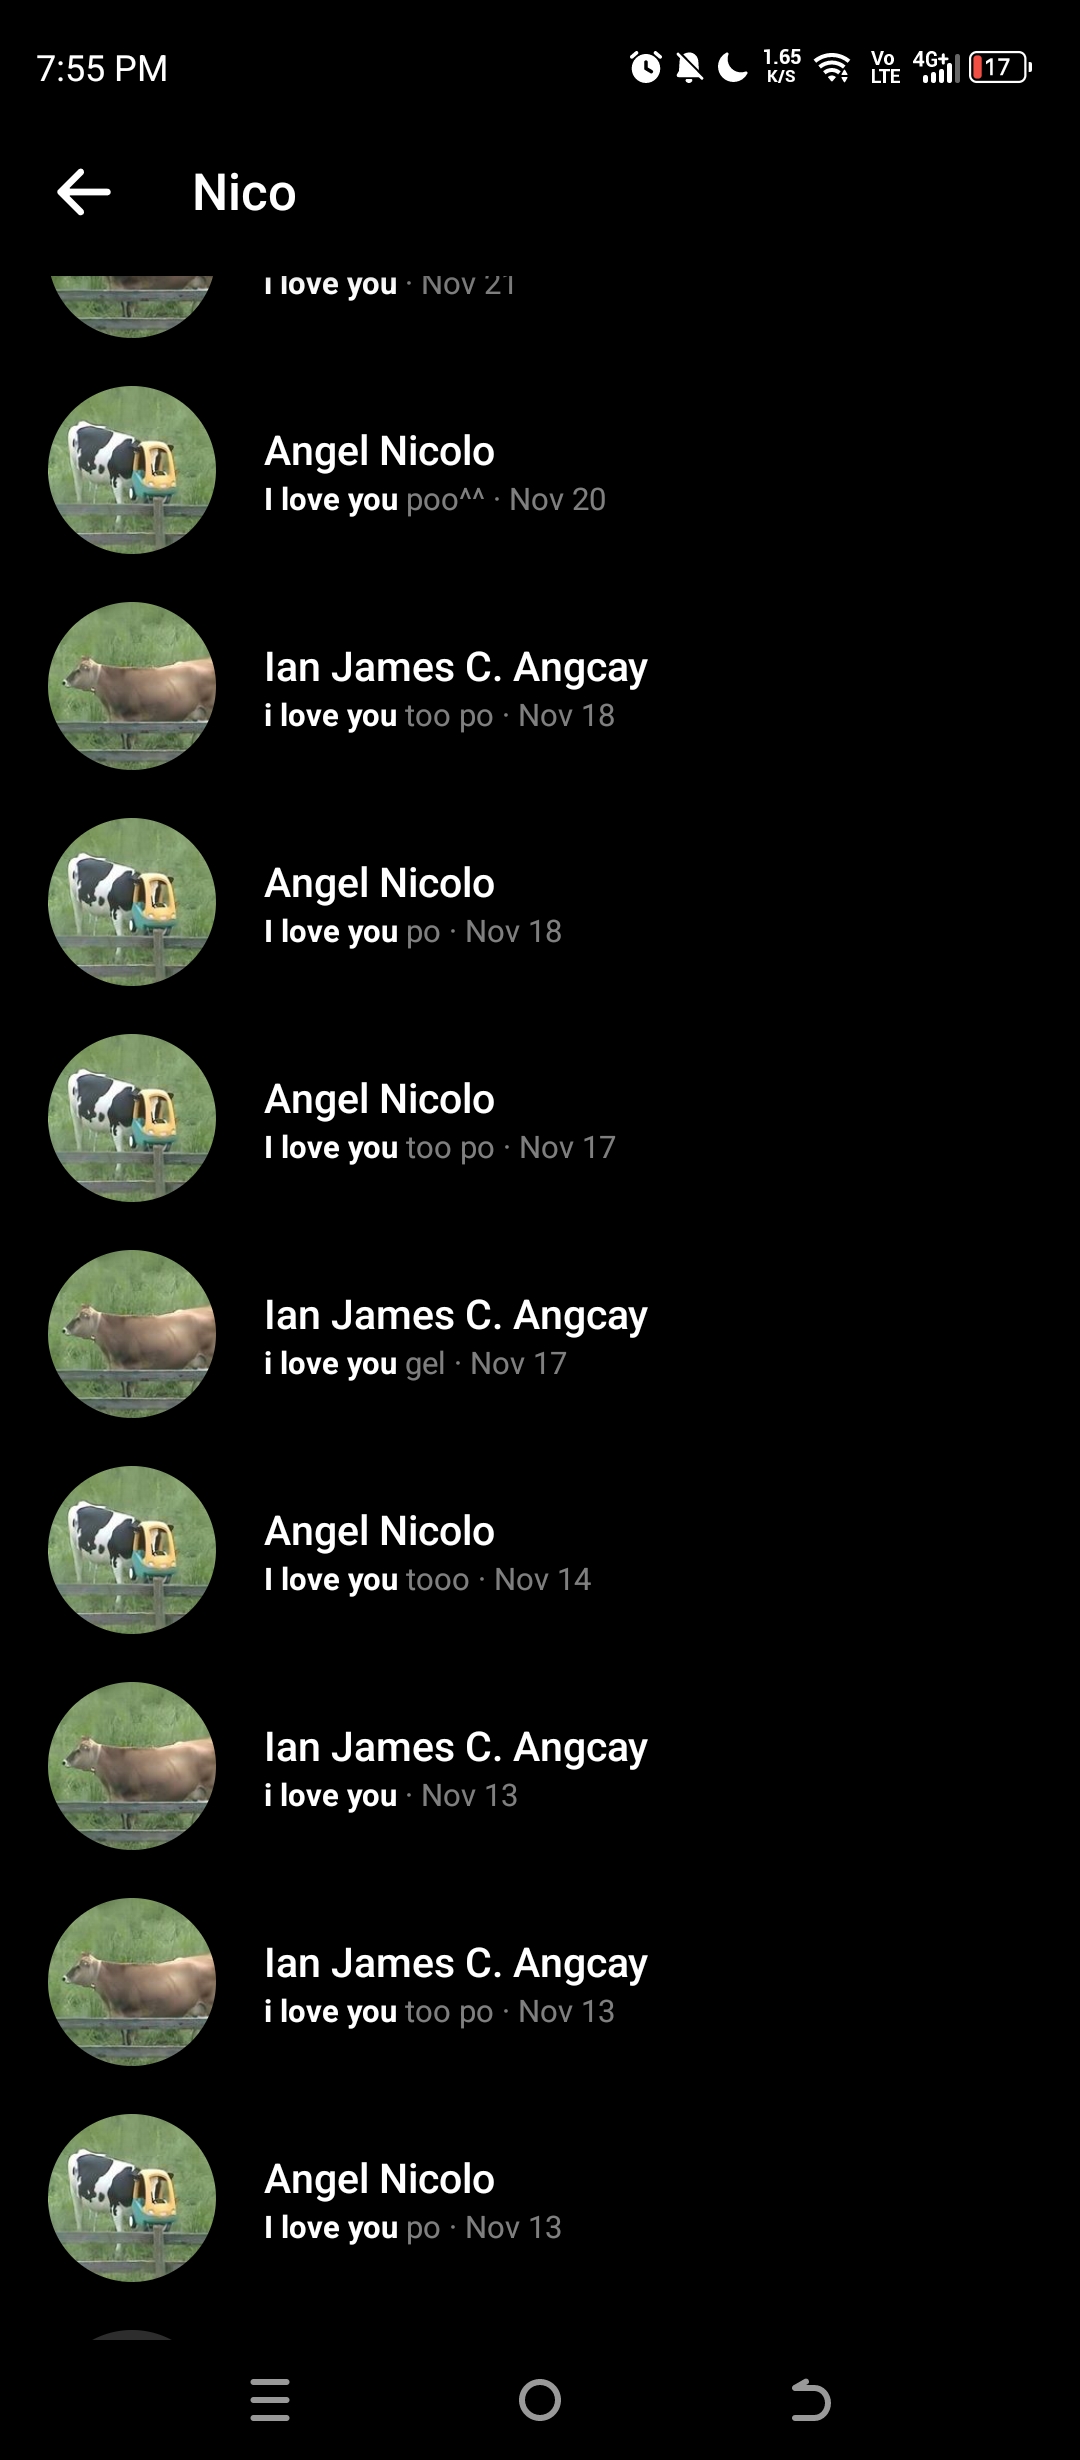 7:55 PM
1.65
K/S
Vo
LTE
4G+
17
Nico
i love you · Nov 21
Angel Nicolo
I love you poo^^ · Nov 20
Ian James C. Angcay
i love you too po · Nov 18
Angel Nicolo
I love you po · Nov 18
Angel Nicolo
I love you too po · Nov 17
Ian James C. Angcay
i love you gel · Nov 17
Angel Nicolo
I love you tooo · Nov 14
Ian James C. Angcay
i love you · Nov 13
Ian James C. Angcay
i love you too po · Nov 13
Angel Nicolo
I love you po · Nov 13